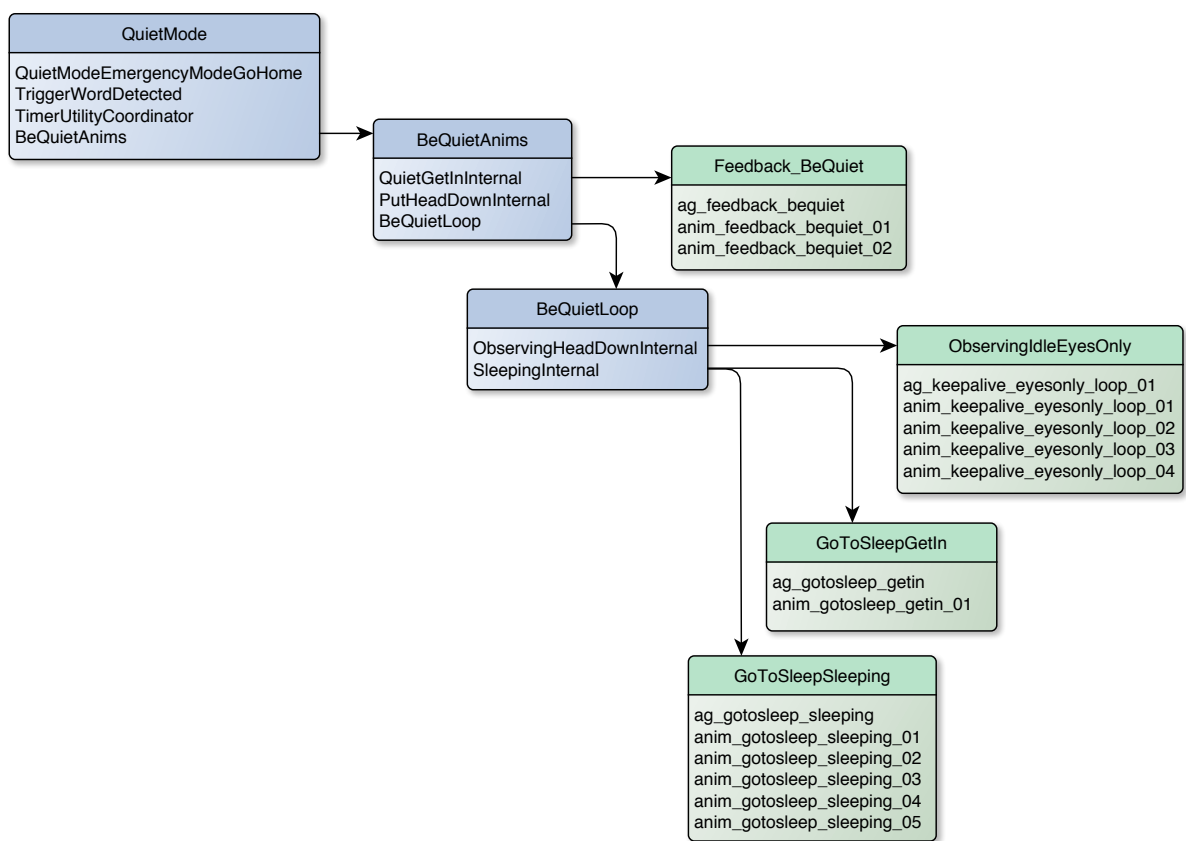 QuietMode
QuietModeEmergencyModeGoHome
TriggerWordDetected
TimerUtilityCoordinator
BeQuietAnims
BeQuietAnims
QuietGetInInternal
PutHeadDownInternal
BeQuietLoop
Feedback_BeQuiet
ag_feedback_bequiet
anim_feedback_bequiet_01
anim_feedback_bequiet_02
BeQuietLoop
ObservingHeadDownInternal
SleepingInternal
ObservingIdleEyesOnly
ag_keepalive_eyesonly_loop_01
anim_keepalive_eyesonly_loop_01
anim_keepalive_eyesonly_loop_02
anim_keepalive_eyesonly_loop_03
anim_keepalive_eyesonly_loop_04
GoToSleepGetIn
ag_gotosleep_getin
anim_gotosleep_getin_01
GoToSleepSleeping
ag_gotosleep_sleeping
anim_gotosleep_sleeping_01
anim_gotosleep_sleeping_02
anim_gotosleep_sleeping_03
anim_gotosleep_sleeping_04
anim_gotosleep_sleeping_05